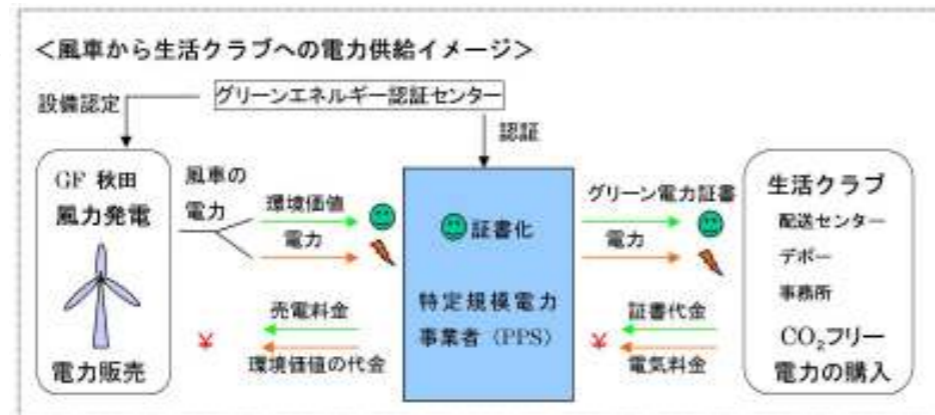 ＜風車から生活クラブへの電力供給イメージ＞
グリーンエネルギー認証センター
設備認定
認証
GF 秋田
風力発電
電力販売
風車の
電力
環境価値
電力
売電料金
¥
環境価値の代金
証書化
特定規模電力
事業者（PPS）
グリーン電力証書
電力
証書代金
¥
電気料金
生活クラブ
配送センター
デポー
事務所
CO₂フリー
電力の購入